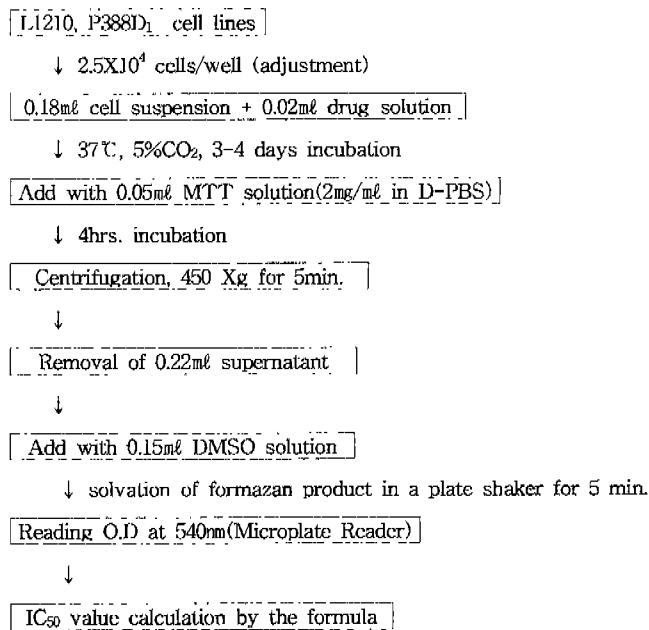 L1210, P388D₁ cell lines
↓ 2.5X10⁴ cells/well (adjustment)
0.18mℓ cell suspension + 0.02mℓ drug solution
↓ 37℃, 5%CO₂, 3-4 days incubation
Add with 0.05mℓ MTT solution(2mg/mℓ in D-PBS)
↓ 4hrs. incubation
Centrifugation, 450 Xg for 5min.
↓
Removal of 0.22mℓ supernatant
↓
Add with 0.15mℓ DMSO solution
↓ solvation of formazan product in a plate shaker for 5 min.
Reading O.D at 540nm(Microplate Reader)
↓
IC₅₀ value calculation by the formula